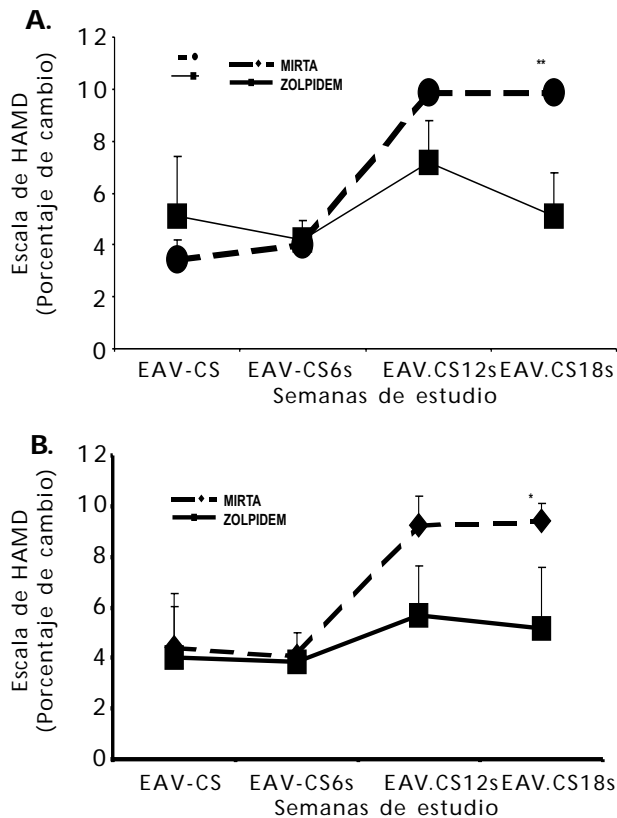 A.
Escala de HAMD
(Porcentaje de cambio)
12
10
8
6
4
2
0
MIRTA
ZOLPIDEM
**
EAV-CS EAV-CS6s EAV.CS12s EAV.CS18s
Semanas de estudio
B.
Escala de HAMD
(Porcentaje de cambio)
12
10
8
6
4
2
0
MIRTA
ZOLPIDEM
*
EAV-CS EAV-CS6s EAV.CS12s EAV.CS18s
Semanas de estudio